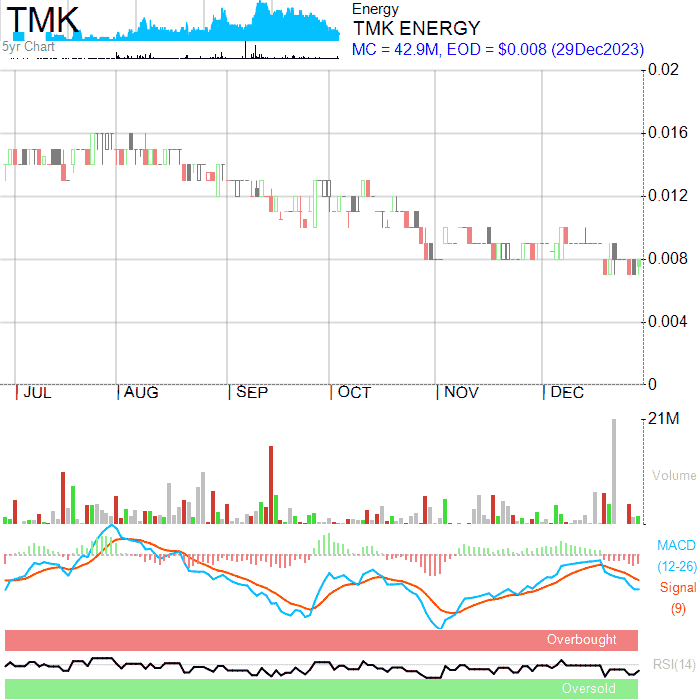 TMK
5yr Chart
Energy
TMK ENERGY
MC = 42.9M, EOD = $0.008 (29Dec2023)
0.02
0.016
0.012
0.008
0.004
0
JUL AUG SEP OCT NOV DEC
21M
Volume
MACD
(12-26)
Signal
(9)
Overbought
RSI(14)
Oversold